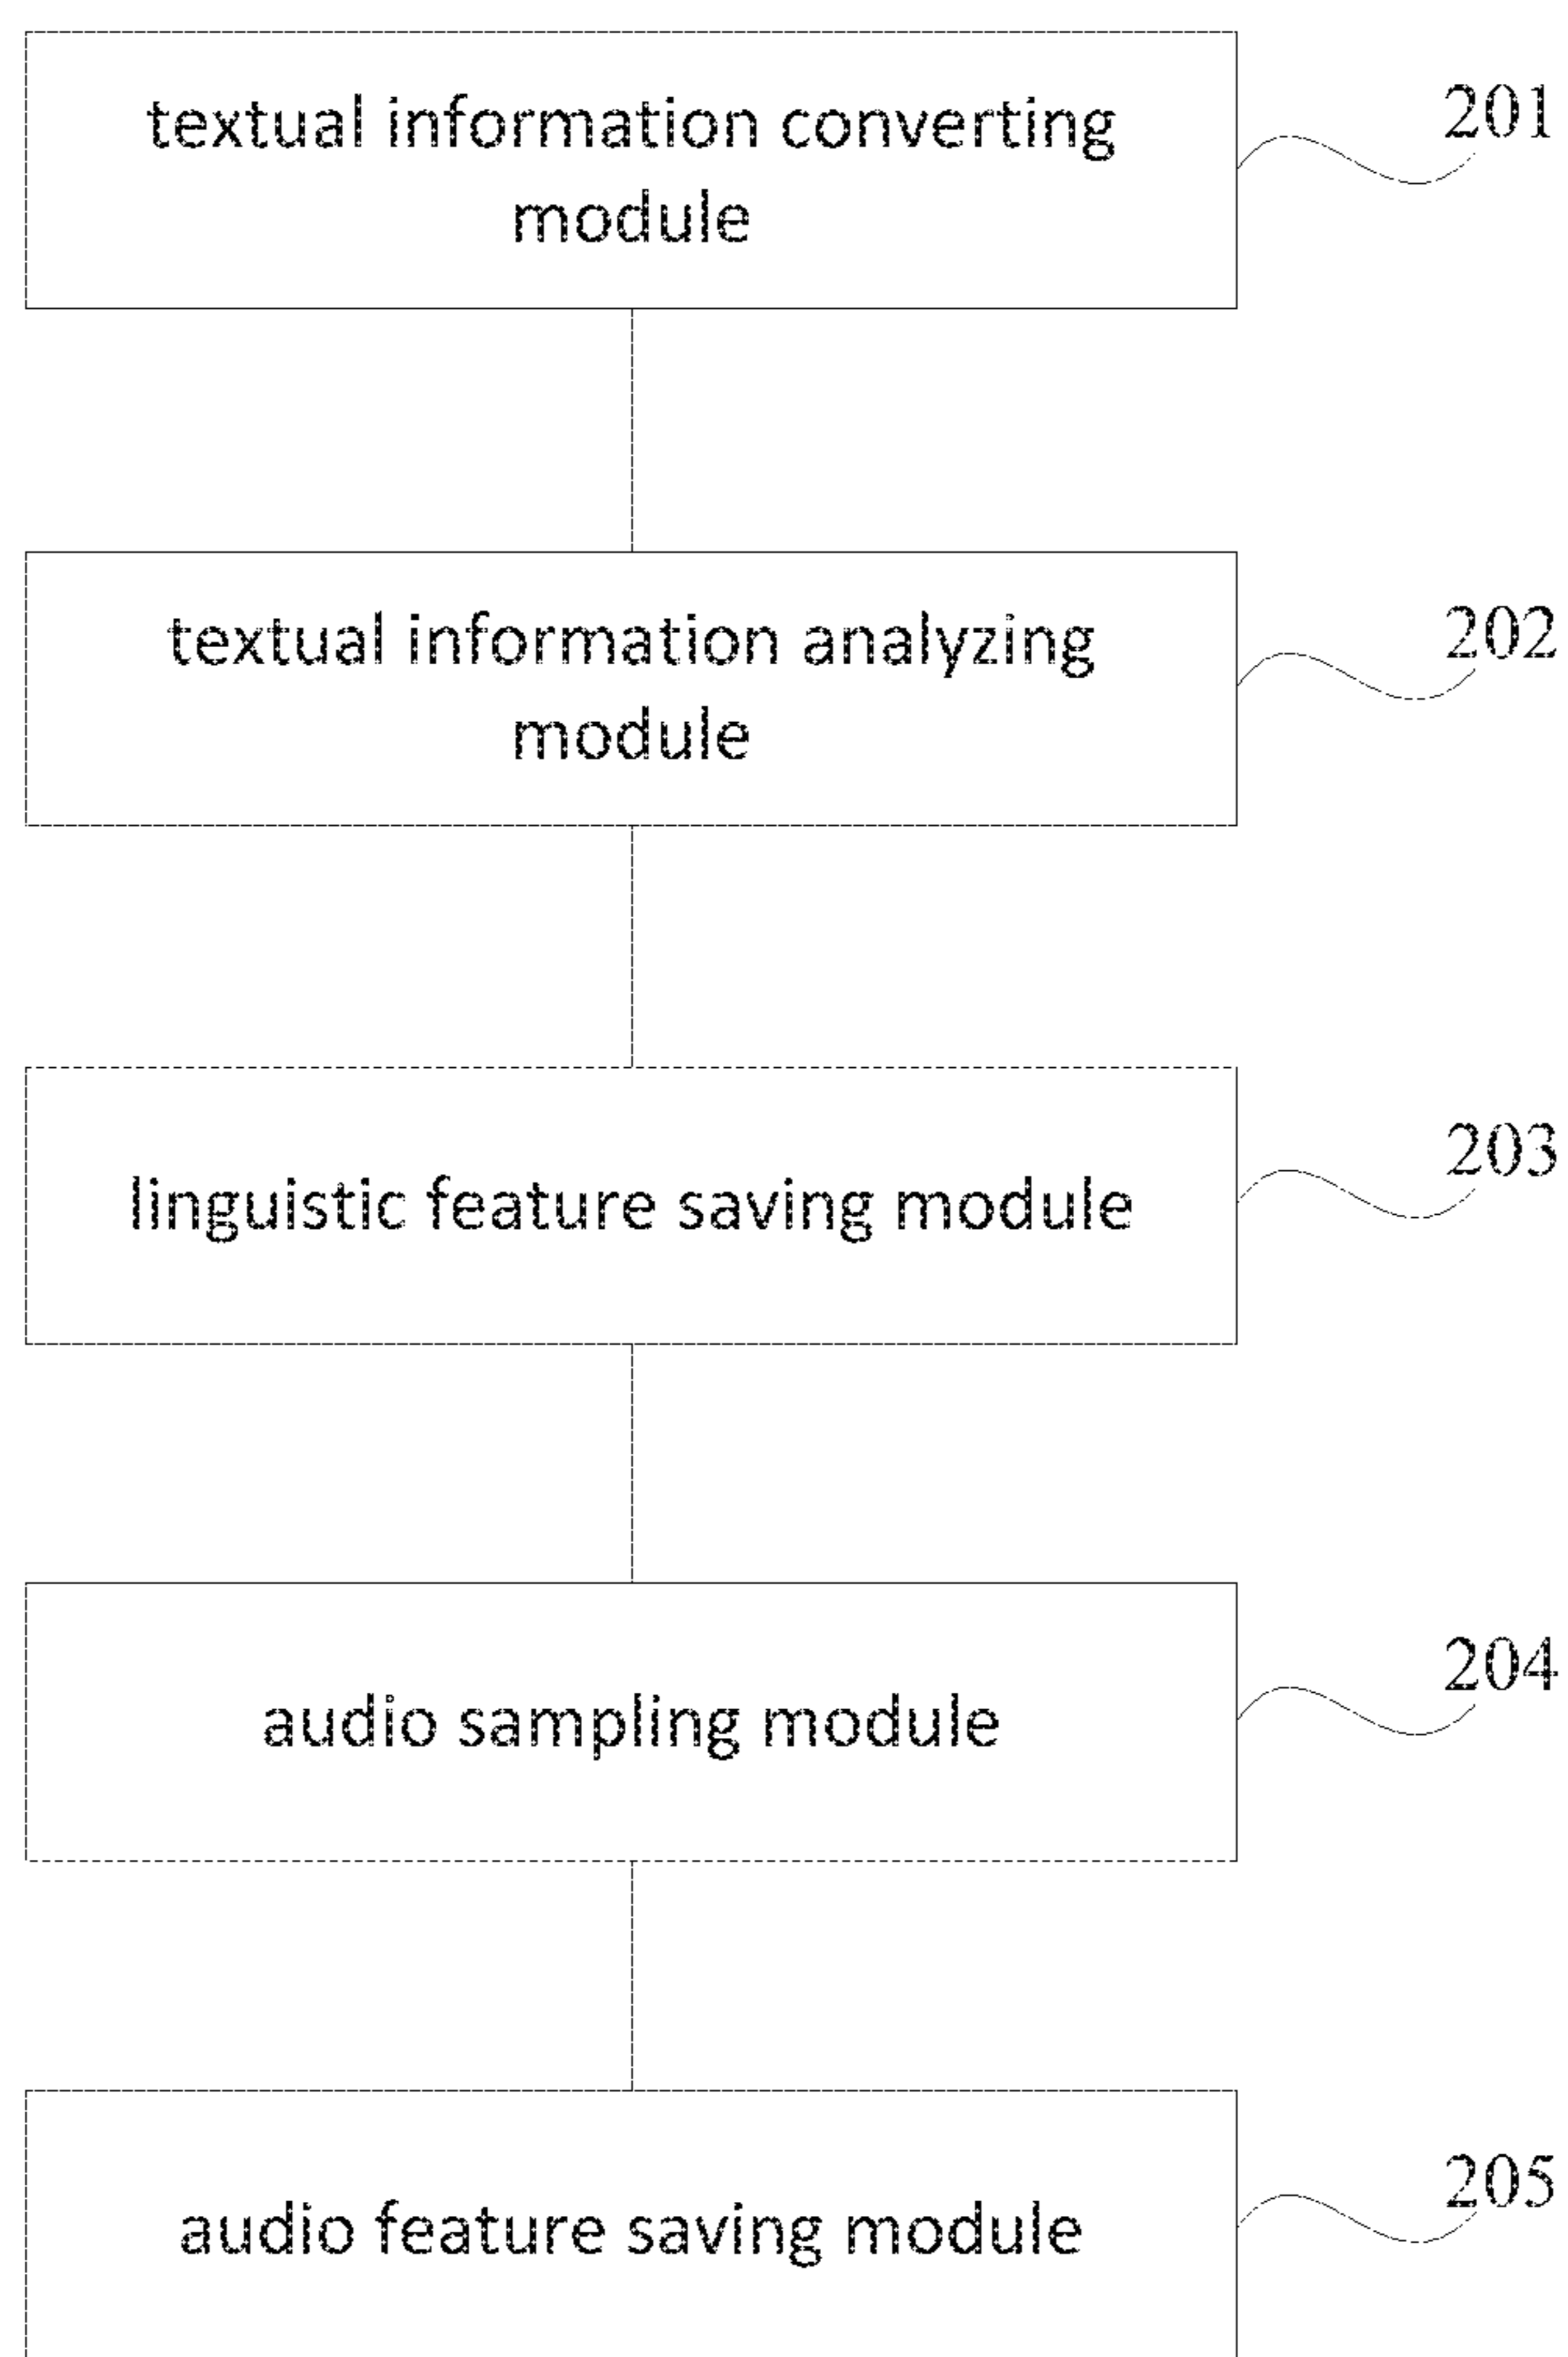 textual information converting
module
201
textual information analyzing
module
202
linguistic feature saving module
203
audio sampling module
204
audio feature saving module
205